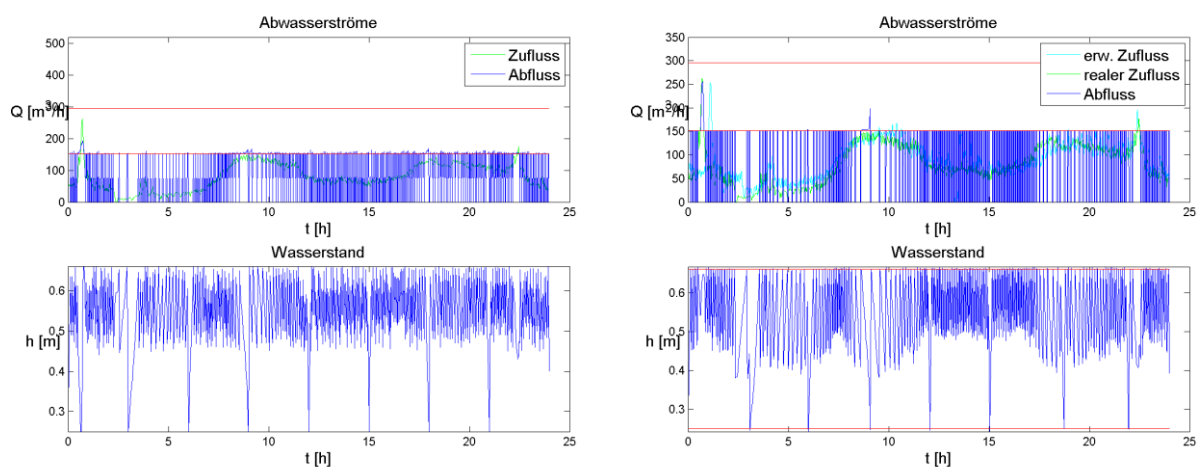 Abwasserströme
500
400
300
200
100
0
Q [m³/h]
Zufluss
Abfluss
0 5 10 15 20 25
t [h]
Wasserstand
0.6
0.5
0.4
0.3
h [m]
0 5 10 15 20 25
t [h]
Abwasserströme
350
300
250
200
150
100
50
0
Q [m³/h]
erw. Zufluss
realer Zufluss
Abfluss
0 5 10 15 20 25
t [h]
Wasserstand
0.6
0.5
0.4
0.3
h [m]
0 5 10 15 20 25
t [h]